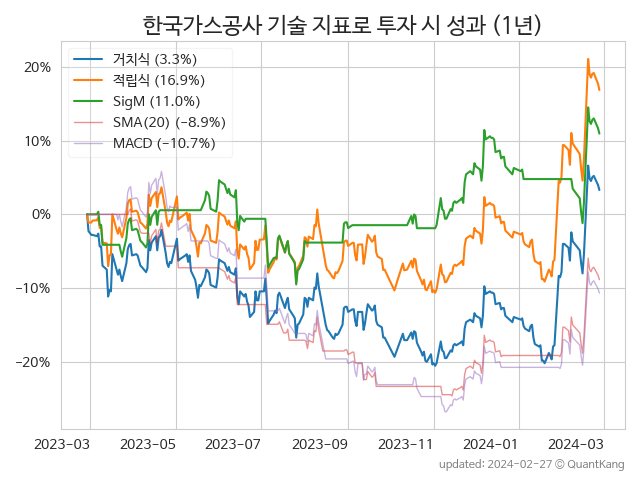 한국가스공사 기술 지표로 투자 시 성과 (1년)
거치식 (3.3%)
적립식 (16.9%)
SigM (11.0%)
SMA(20) (−8.9%)
MACD (−10.7%)
20%
10%
0%
−10%
−20%
2023-03 2023-05 2023-07 2023-09 2023-11 2024-01 2024-03
updated: 2024-02-27 © QuantKang